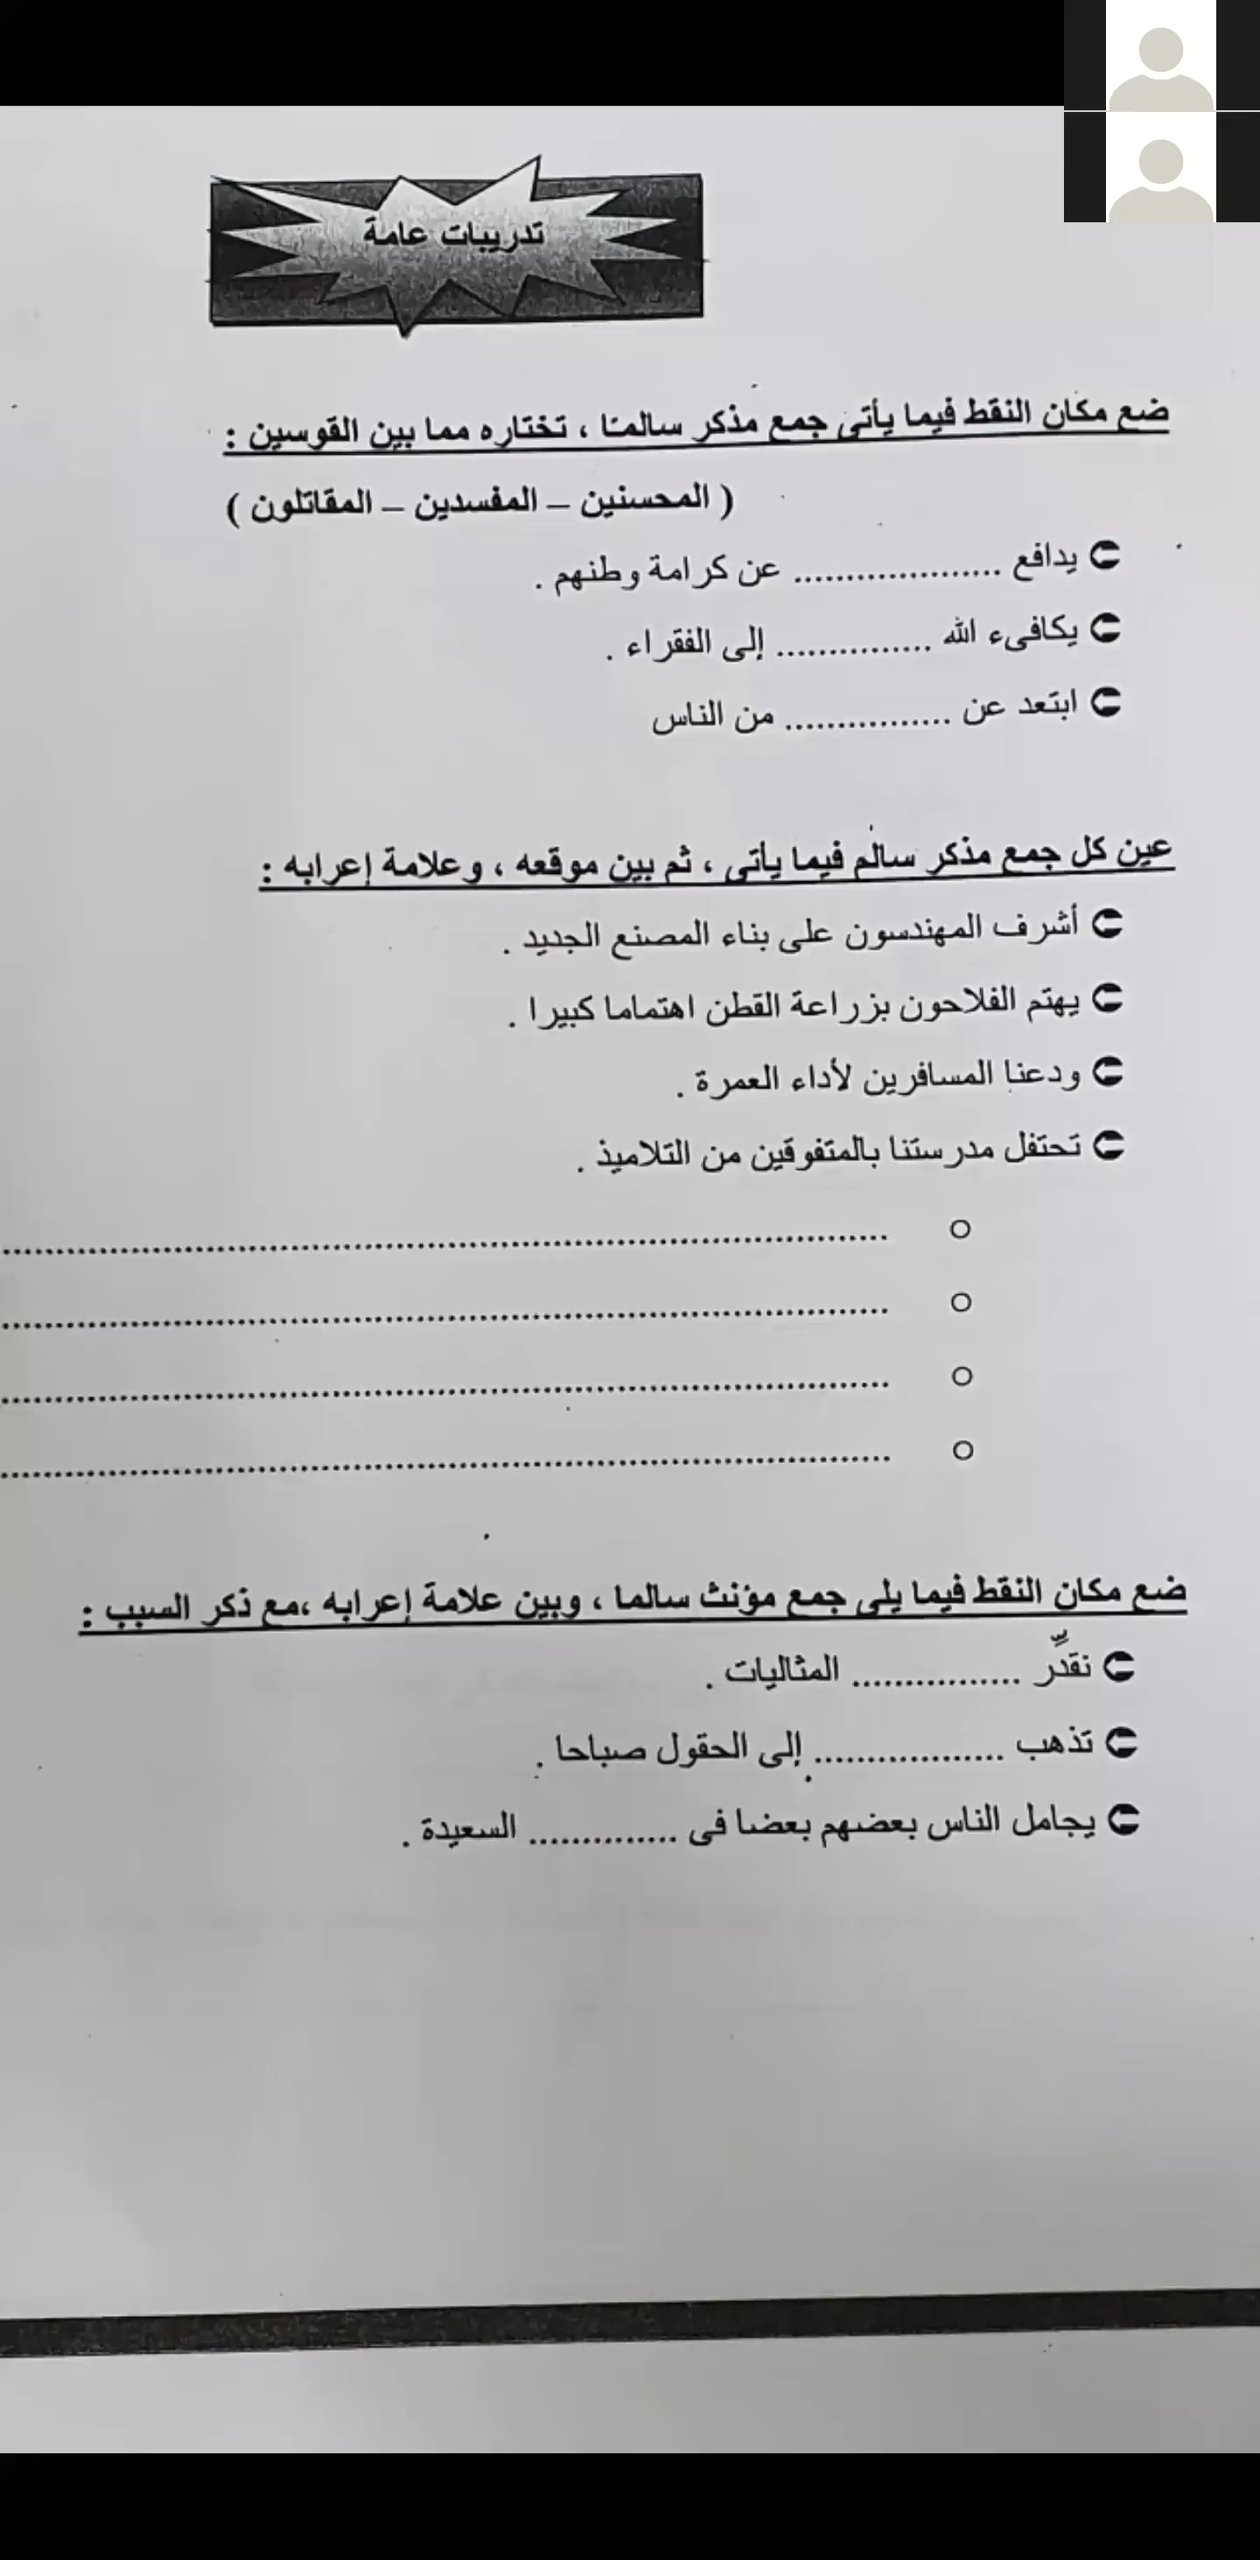 تدريبات عامة
ضع مكان النقط فيما يأتى جمع مذكر سالمًا ، تختاره مما بين القوسين :
( المحسنين – المفسدين – المقاتلون )
يدافع .................... عن كرامة وطنهم .
يكافىء الله ............... إلى الفقراء .
ابتعد عن ................ من الناس
عين كل جمع مذكر سالم فيما يأتى ، ثم بين موقعه ، وعلامة إعرابه :
أشرف المهندسون على بناء المصنع الجديد .
يهتم الفلاحون بزراعة القطن اهتماما كبيرا .
ودعنا المسافرين لأداء العمرة .
تحتفل مدرستنا بالمتفوقين من التلاميذ .
ضع مكان النقط فيما يلى جمع مؤنث سالما ، وبين علامة إعرابه ،مع ذكر السبب :
نقدِّر ................ المثاليات .
تذهب .................. إلى الحقول صباحا .
يجامل الناس بعضهم بعضا فى .............. السعيدة .